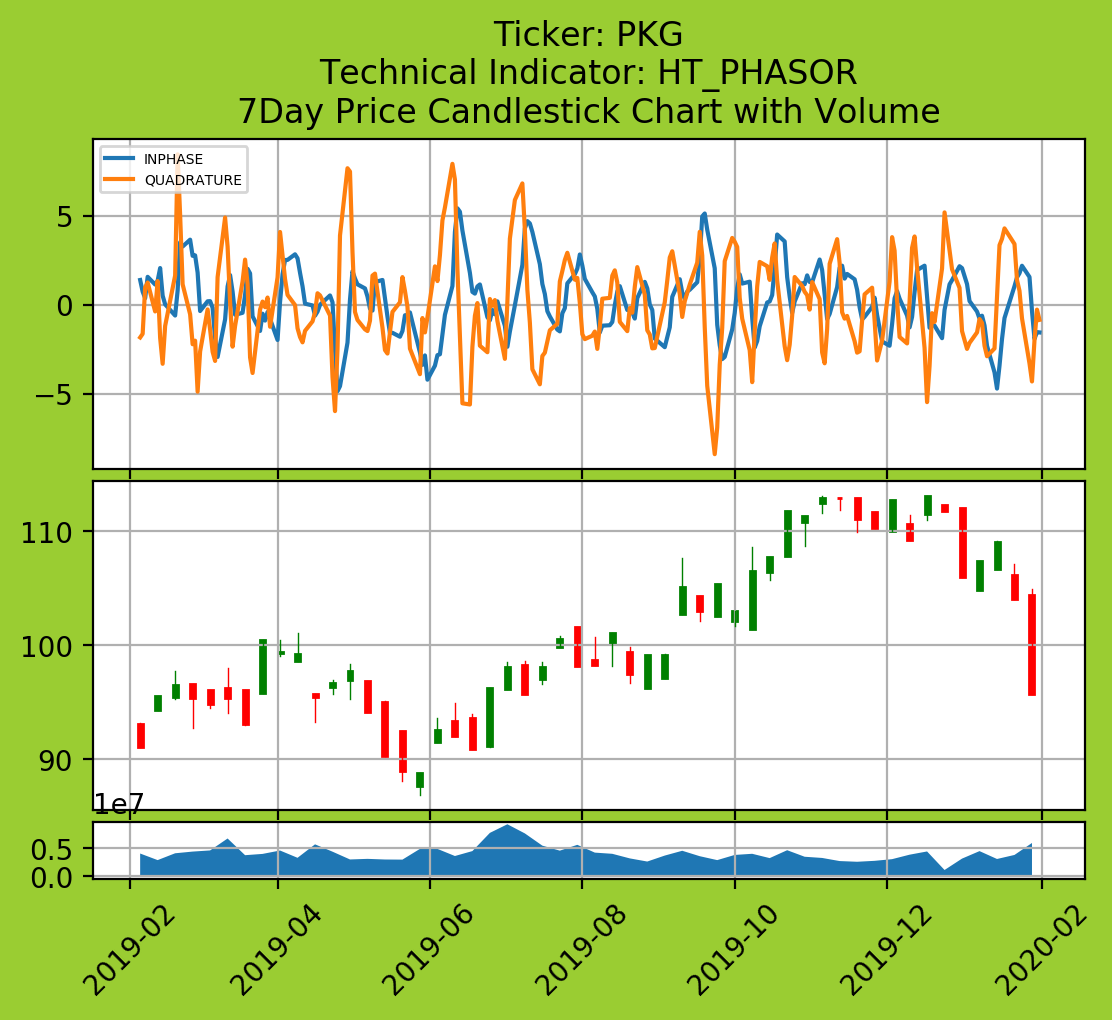 Ticker: PKG
Technical Indicator: HT_PHASOR
7Day Price Candlestick Chart with Volume
INPHASE
QUADRATURE
5
0
−5
110
100
90
1e7
0.5
0.0
2019-02
2019-04
2019-06
2019-08
2019-10
2019-12
2020-02